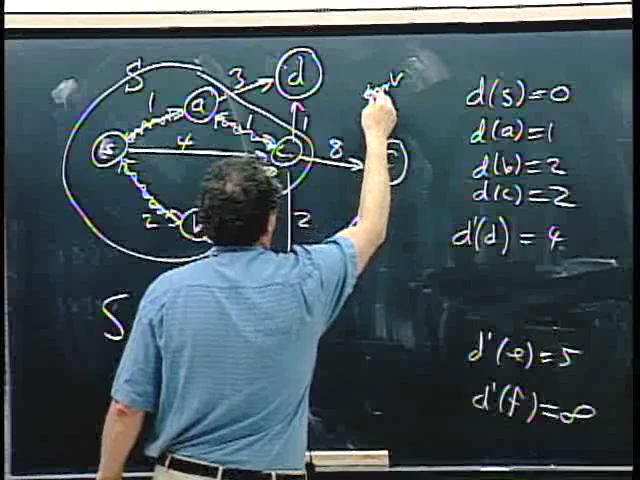 S
3
d
1
a
1
1
s
4
c
8
2
b
2
S
d(s)=0
d(a)=1
d(b)=2
d(c)=2
d'(d)=4
d'(e)=5
d'(f)=∞